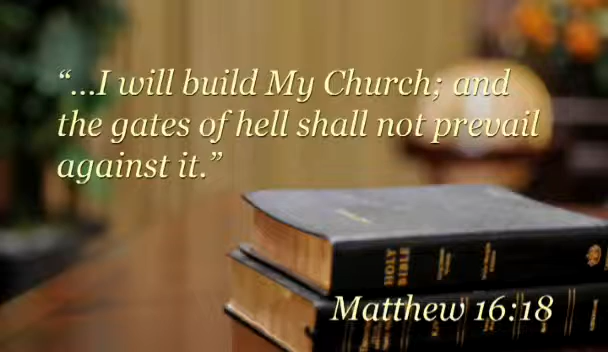 “...I will build My Church; and
the gates of hell shall not prevail
against it.”
HOLY
BIBLE
Matthew 16:18